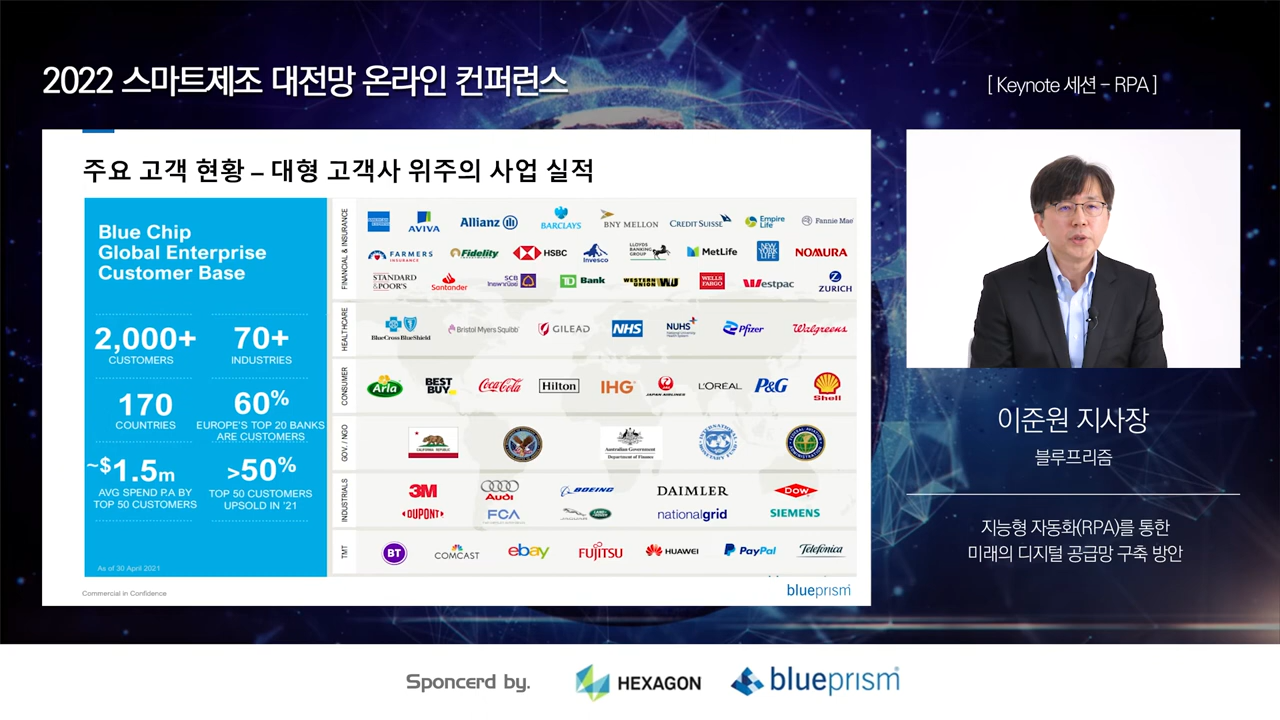 2022 스마트제조 대전망 온라인 컨퍼런스
[ Keynote 세션 - RPA ]
주요 고객 현황 – 대형 고객사 위주의 사업 실적
Blue Chip
Global Enterprise
Customer Base
2,000+ 70+
CUSTOMERS INDUSTRIES
170 60%
COUNTRIES EUROPE'S TOP 20 BANKS
ARE CUSTOMERS
~$1.5m >50%
AVG SPEND P.A BY TOP 50 CUSTOMERS
TOP 50 CUSTOMERS UPSOLD IN '21
As of 30 April 2021
FINANCIAL & INSURANCE
AVIVA Allianz BARCLAYS BNY MELLON CREDIT SUISSE Empire Life Fannie Mae
FARMERS INSURANCE Fidelity HSBC Invesco LLOYDS BANKING GROUP MetLife NEW YORK LIFE NOMURA
STANDARD &POOR'S Santander SCB TD Bank WESTERN UNION WU WELLS FARGO Westpac ZURICH
HEALTHCARE
BlueCross BlueShield Bristol Myers Squibb GILEAD NHS NUHS Pfizer Walgreens
CONSUMER
Arla BEST BUY Coca-Cola Hilton IHG JAPAN AIRLINES L'ORÉAL P&G Shell
GOV. / NGO
CALIFORNIA REPUBLIC Australian Government Department of Finance INTERNATIONAL MONETARY FUND
INDUSTRIALS
3M Audi BOEING DAIMLER DOW
DUPONT FCA JAGUAR LAND ROVER nationalgrid SIEMENS
TMT
BT COMCAST ebay FUJITSU HUAWEI PayPal Telefónica
Commercial in Confidence
blueprism
이준원 지사장
블루프리즘
지능형 자동화(RPA)를 통한
미래의 디지털 공급망 구축 방안
Sponcerd by. HEXAGON blueprism